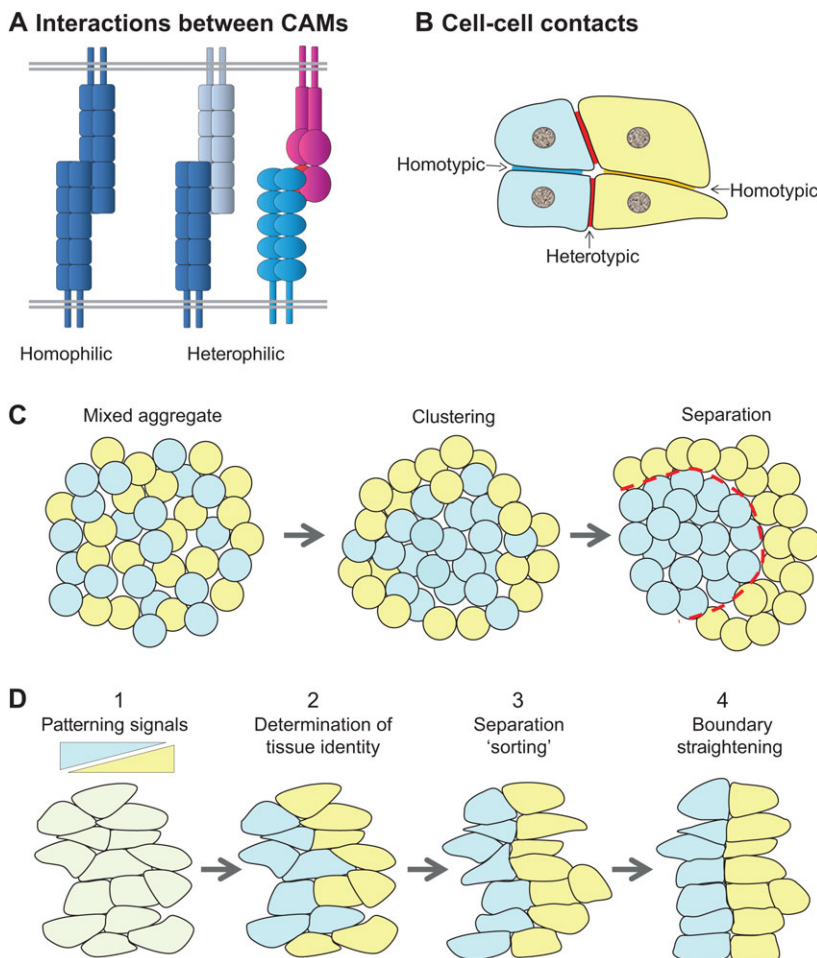 A Interactions between CAMs
Homophilic
Heterophilic
B Cell-cell contacts
Homotypic
Homotypic
Heterotypic
C
Mixed aggregate
Clustering
Separation
D
1
Patterning signals
2
Determination of
tissue identity
3
Separation
‘sorting’
4
Boundary
straightening